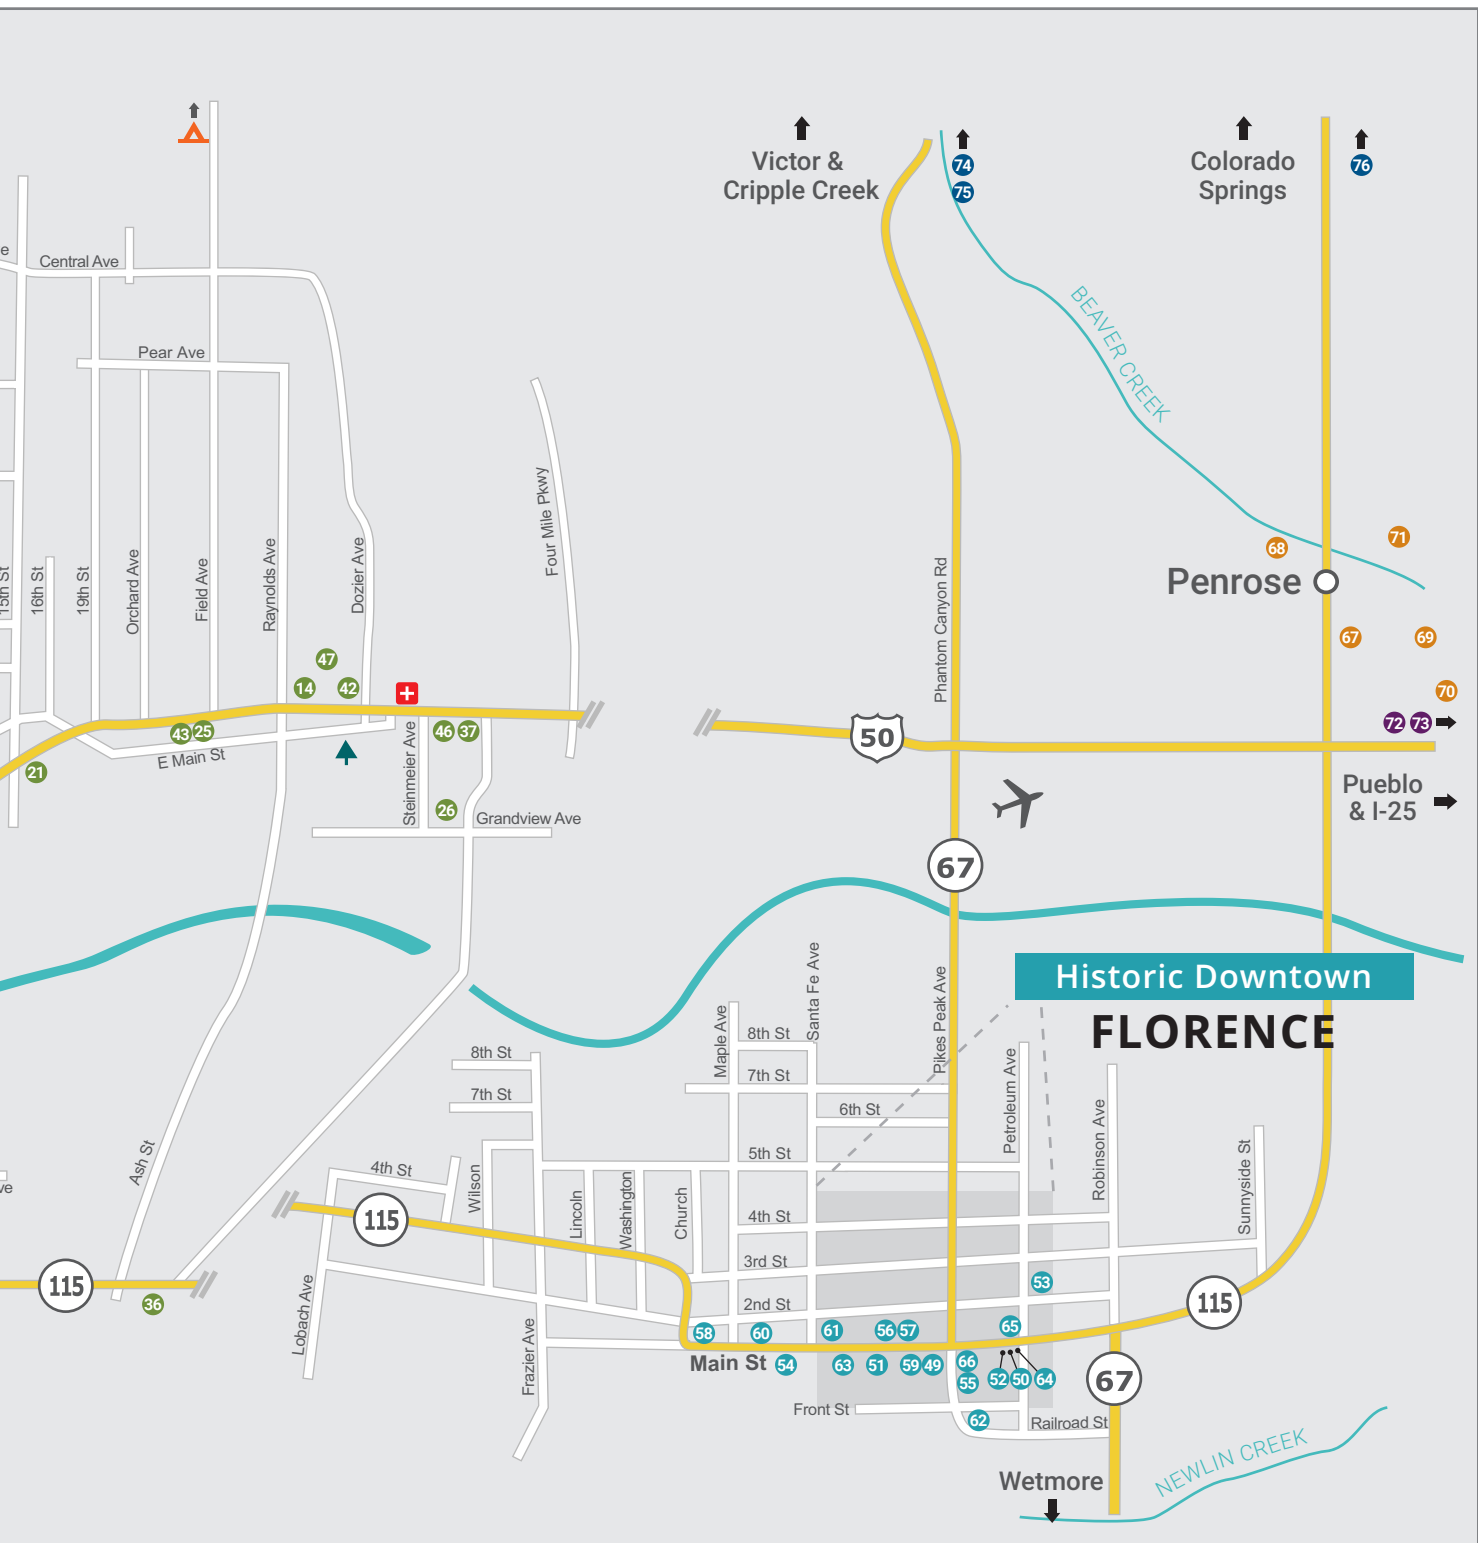 Victor &
Cripple Creek
74
75
Colorado
Springs
76
e
Central Ave
BEAVER CREEK
Pear Ave
Four Mile Pkwy
15th St
16th St
19th St
Orchard Ave
Field Ave
Raynolds Ave
Dozier Ave
Phantom Canyon Rd
68
71
Penrose
67
69
70
72
73
47
14
42
43
25
46
37
50
E Main St
21
Steinmeier Ave
26
Grandview Ave
Pueblo
& I-25
67
Historic Downtown
FLORENCE
Santa Fe Ave
Pikes Peak Ave
Maple Ave
8th St
7th St
6th St
5th St
4th St
3rd St
2nd St
8th St
7th St
4th St
Ash St
ve
Wilson
Lincoln
Washington
Church
Petroleum Ave
Robinson Ave
Sunnyside St
115
115
115
36
Lobach Ave
Frazier Ave
53
58
60
61
56
57
65
Main St
54
63
51
59
49
66
55
52
50
64
67
Front St
62
Railroad St
Wetmore
NEWLIN CREEK